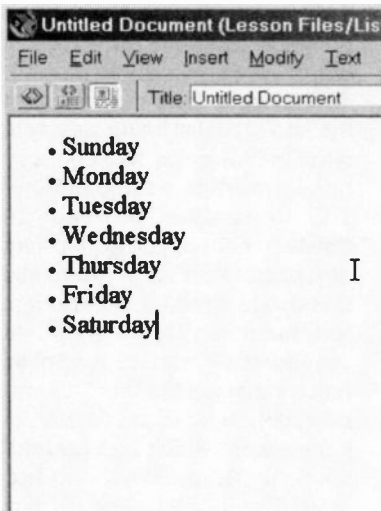 Untitled Document (Lesson Files/Lis
File Edit View Insert Modify Text
Title: Untitled Document
• Sunday
• Monday
• Tuesday
• Wednesday
• Thursday
• Friday
• Saturday